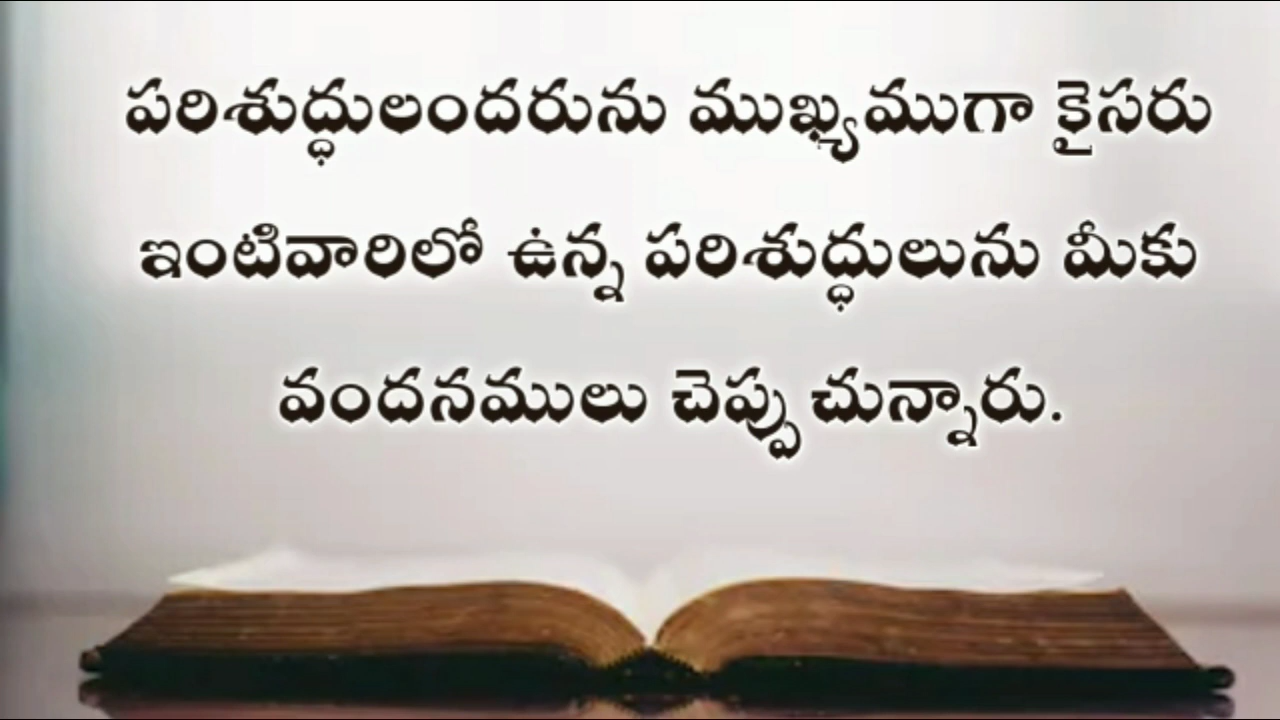 పరిశుద్ధులందరును ముఖ్యముగా కైసరు
ఇంటివారిలో ఉన్న పరిశుద్ధులును మీకు
వందనములు చెప్పు చున్నారు.